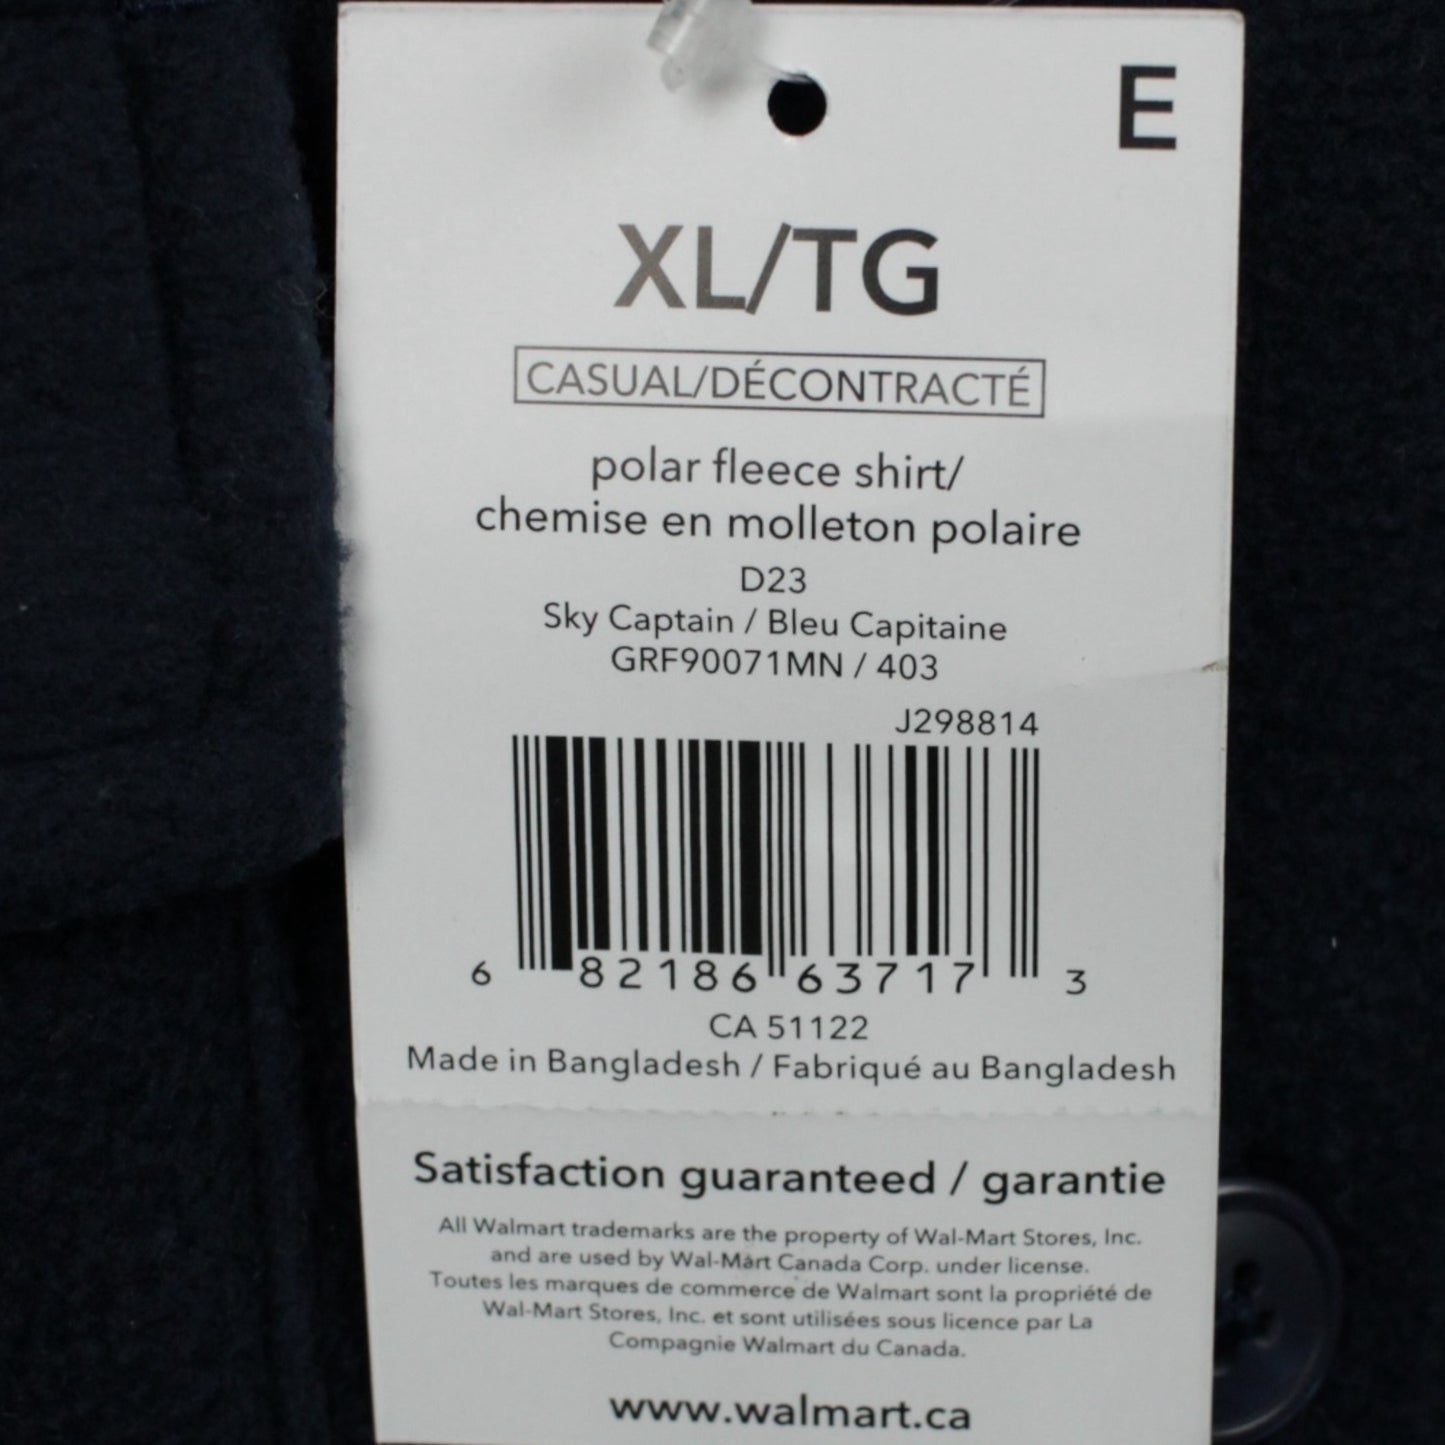 E
XL/TG
CASUAL/DÉCONTRACTÉ
polar fleece shirt/
chemise en molleton polaire
D23
Sky Captain / Bleu Capitaine
GRF90071MN / 403
J298814
6 82186 63717 3
CA 51122
Made in Bangladesh / Fabriqué au Bangladesh
Satisfaction guaranteed / garantie
All Walmart trademarks are the property of Wal-Mart Stores, Inc.
and are used by Wal-Mart Canada Corp. under license.
Toutes les marques de commerce de Walmart sont la propriété de
Wal-Mart Stores, Inc. et sont utilisées sous licence par La
Compagnie Walmart du Canada.
www.walmart.ca